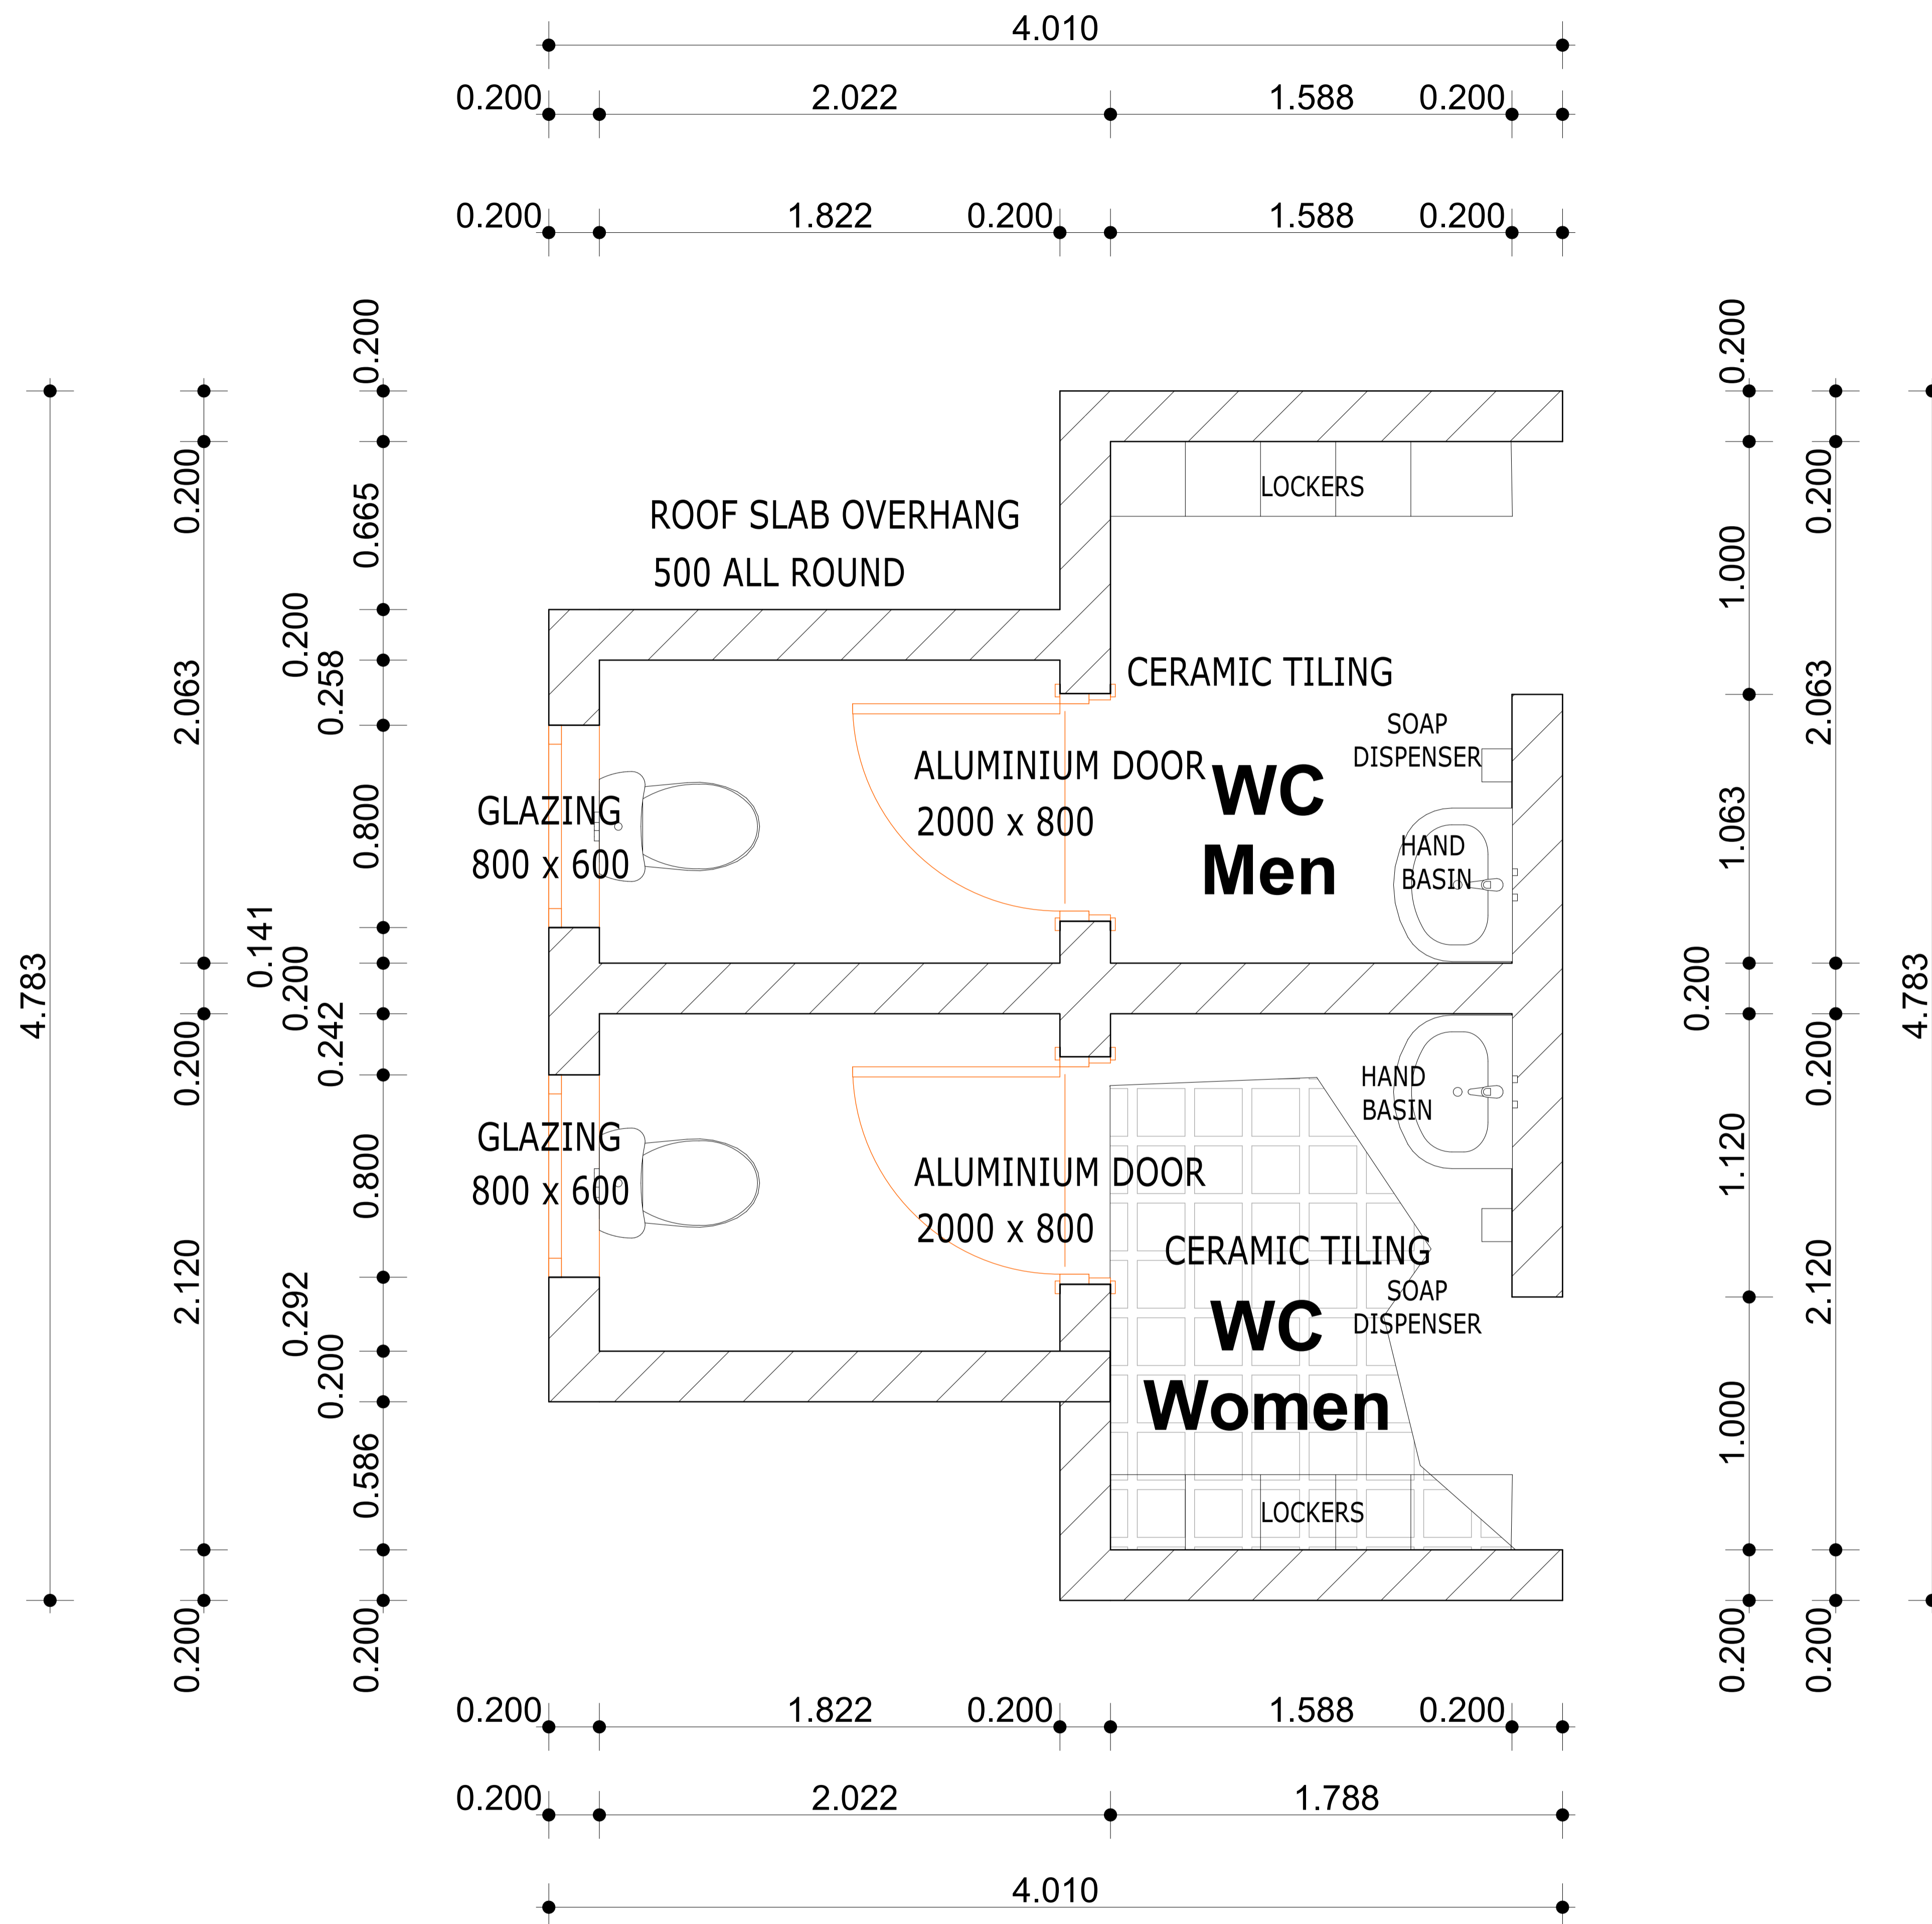 4.010
0.200 2.022 1.588 0.200
0.200 1.822 0.200 1.588 0.200
4.783
0.200
2.063
0.200
2.120
0.200
0.141
0.200
0.200
0.292
0.258
0.242
0.200
0.200
0.665
0.800
0.800
0.586
0.200
ROOF SLAB OVERHANG
500 ALL ROUND
LOCKERS
CERAMIC TILING
SOAP
DISPENSER
ALUMINIUM DOOR
2000 x 800
WC
Men
HAND
BASIN
GLAZING
800 x 600
HAND
BASIN
GLAZING
800 x 600
ALUMINIUM DOOR
2000 x 800
CERAMIC TILING
SOAP
DISPENSER
WC
Women
LOCKERS
0.200
0.200
1.000
1.063
1.120
1.000
0.200
0.200
2.063
0.200
2.120
0.200
4.783
0.200 1.822 0.200 1.588 0.200
0.200 2.022 1.788
4.010